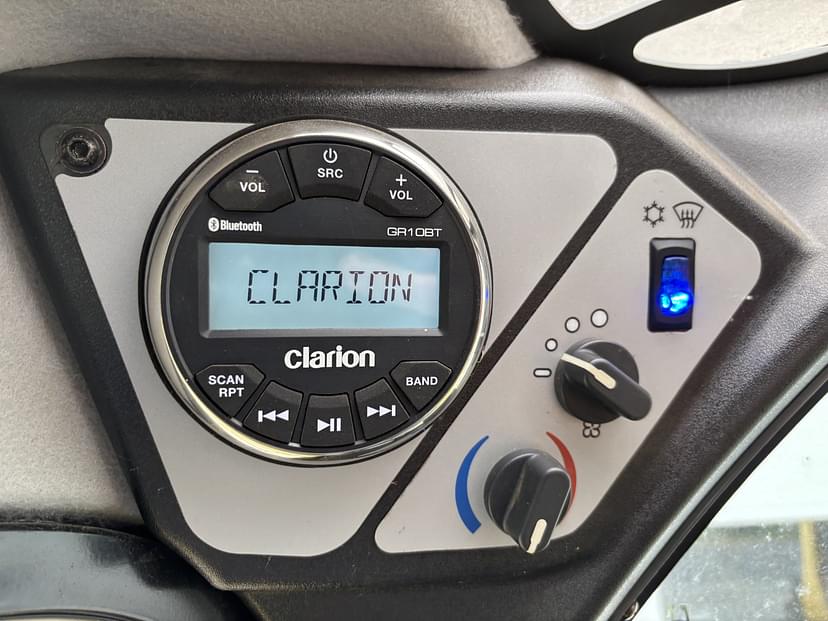 − VOL
SRC
+ VOL
Bluetooth
GR10BT
CLARION
clarion
SCAN
RPT
BAND